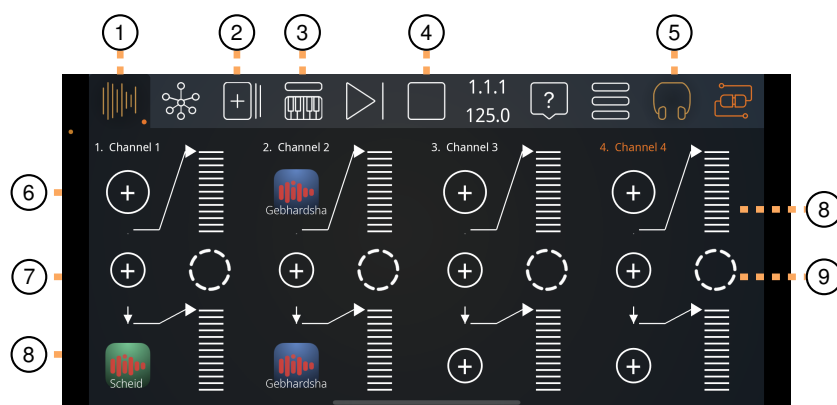 1
2
3
4
5
1.1.1
125.0
?
1. Channel 1
2. Channel 2
3. Channel 3
4. Channel 4
6
Gebhardsha
8
7
9
8
Scheid
Gebhardsha